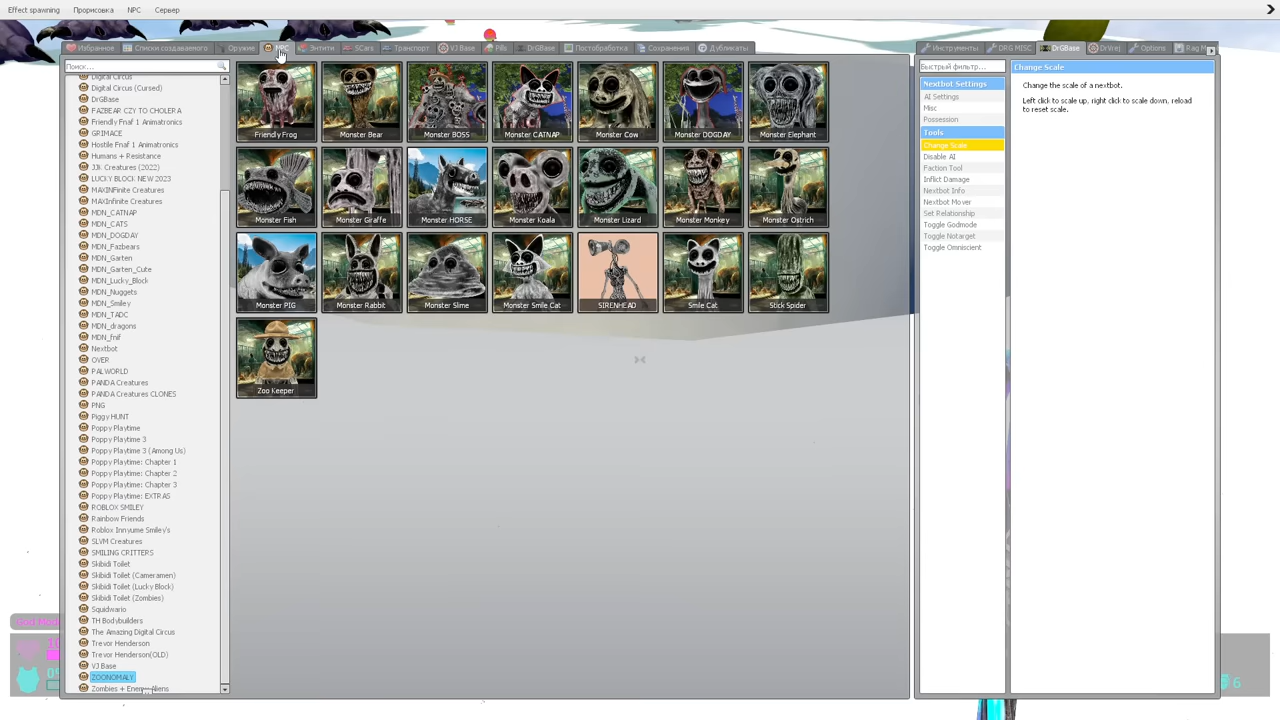 Effect spawning Прорисовка NPC Сервер
Избранное Списки создаваемого Оружие NPC Энтити SCars Транспорт VJ Base Pills DrGBase Постобработка Сохранения Дубликаты
Инструменты DRG MISC DrGBase DrVrej Options Rag M
Поиск...
Digital Circus
Digital Circus (Cursed)
DrGBase
FAZBEAR CZY TO CHOLERA
Friendly Fnaf 1 Animatronics
GRIMACE
Hostile Fnaf 1 Animatronics
Humans + Resistance
JJK Creatures (2022)
LUCKY BLOCK NEW 2023
MAXINFinite Creatures
MAXInfinite Creatures
MDN_CATNAP
MDN_CATS
MDN_DOGDAY
MDN_Fazbears
MDN_Garten
MDN_Garten_Cute
MDN_Lucky_Block
MDN_Nuggets
MDN_Smiley
MDN_TADC
MDN_dragons
MDN_fnif
Nextbot
OVER
PALWORLD
PANDA Creatures
PANDA Creatures CLONES
PNG
Piggy HUNT
Poppy Playtime
Poppy Playtime 3
Poppy Playtime 3 (Among Us)
Poppy Playtime: Chapter 1
Poppy Playtime: Chapter 2
Poppy Playtime: Chapter 3
Poppy Playtime: EXTRAS
ROBLOX SMILEY
Rainbow Friends
Roblox Innyume Smiley's
SLVM Creatures
SMILING CRITTERS
Skibidi Toilet
Skibidi Toilet (Cameramen)
Skibidi Toilet (Lucky Block)
Skibidi Toilet (Zombies)
Squidwario
TH Bodybuilders
The Amazing Digital Circus
Trevor Henderson
Trevor Henderson(OLD)
VJ Base
ZOONOMALY
Zombies + Enemy Aliens
Friendly Frog Monster Bear Monster BOSS Monster CATNAP Monster Cow Monster DOGDAY Monster Elephant
Monster Fish Monster Giraffe Monster HORSE Monster Koala Monster Lizard Monster Monkey Monster Ostrich
Monster PIG Monster Rabbit Monster Slime Monster Smile Cat SIRENHEAD Smile Cat Stick Spider
Zoo Keeper
Быстрый фильтр...
Nextbot Settings
AI Settings
Misc
Possession
Tools
Change Scale
Disable AI
Faction Tool
Inflict Damage
Nextbot Info
Nextbot Mover
Set Relationship
Toggle Godmode
Toggle Notarget
Toggle Omniscient
Change Scale
Change the scale of a nextbot.
Left click to scale up, right click to scale down, reload
to reset scale.
6